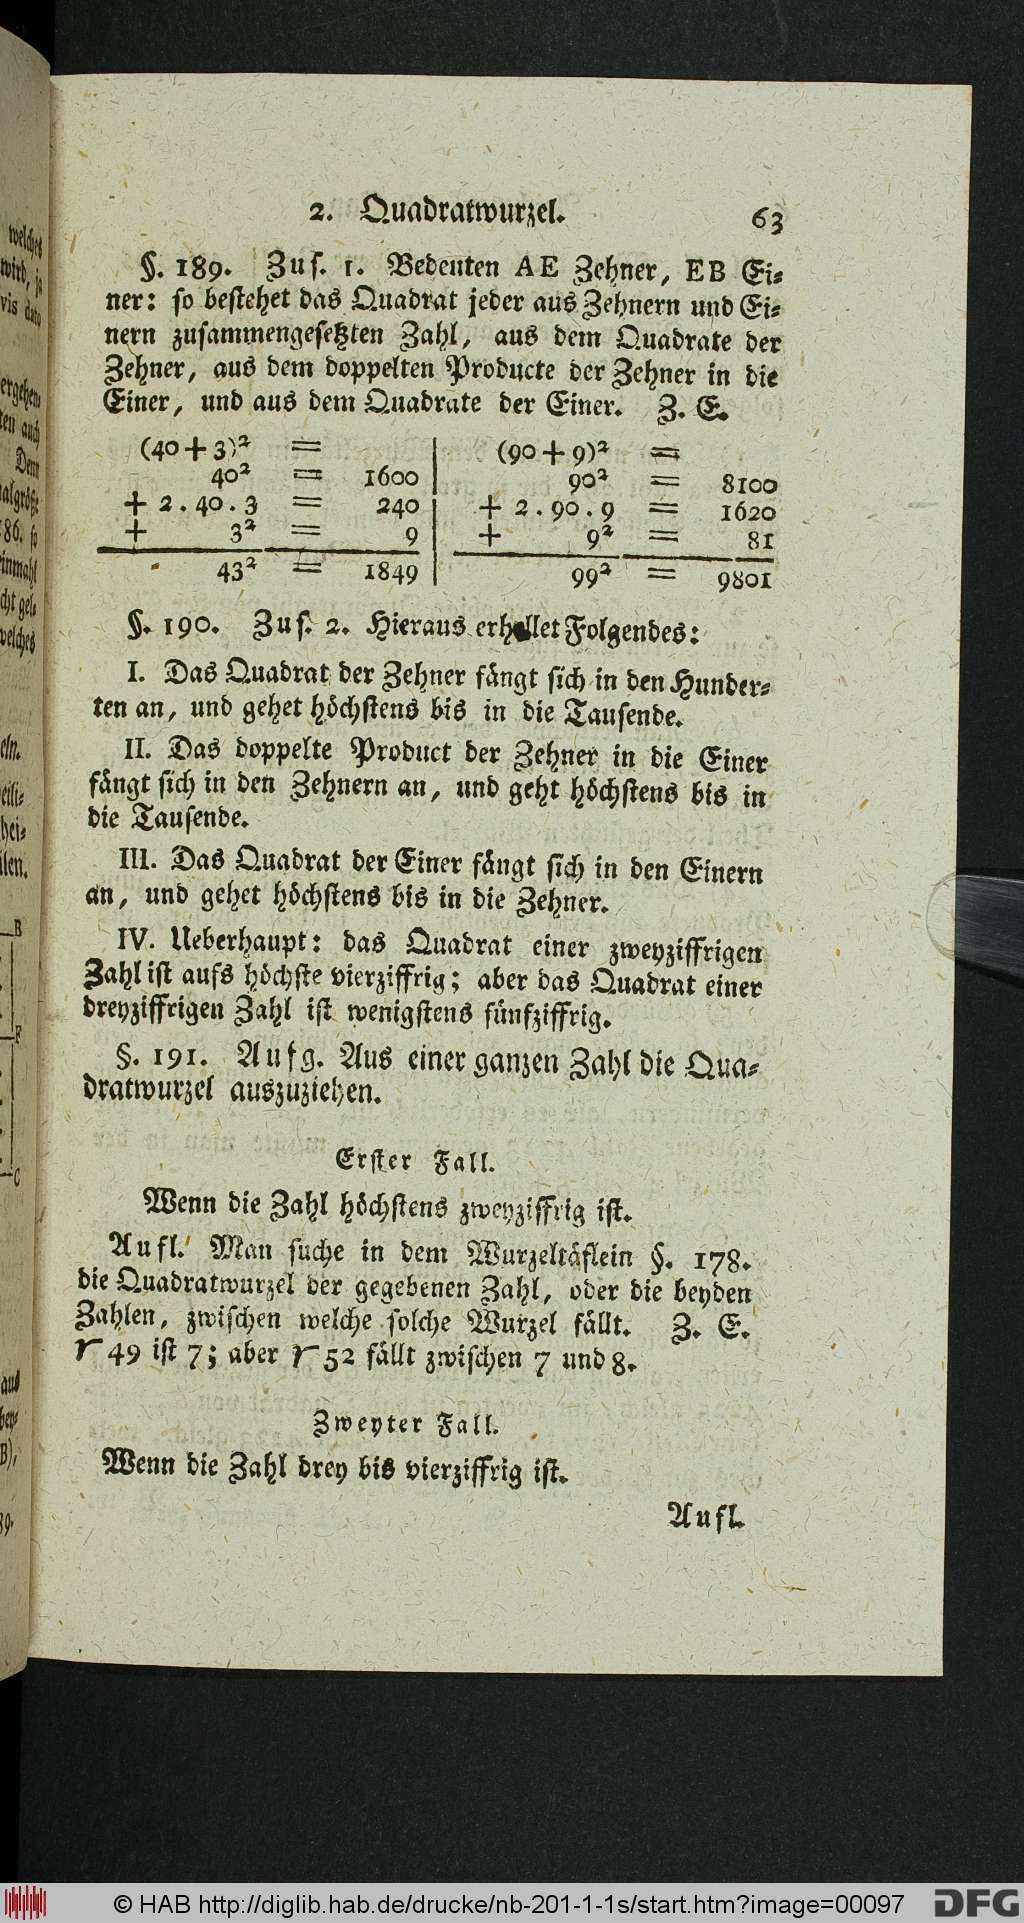 2. Quadratwurzel. 63
§. 189. Zus. 1. Bedeuten AE Zehner, EB Ei⸗
ner: so bestehet das Quadrat jeder aus Zehnern und Ei⸗
nern zusammengesetzten Zahl, aus dem Quadrate der
Zehner, aus dem doppelten Producte der Zehner in die
Einer, und aus dem Quadrate der Einer. Z. E.
(40 + 3)² = | (90 + 9)² =
40² = 1600 | 90² = 8100
+ 2.40.3 = 240 | + 2.90.9 = 1620
+ 3² = 9 | + 9² = 81
43² = 1849 | 99² = 9801
§. 190. Zus. 2. Hieraus erhellet Folgendes:
I. Das Quadrat der Zehner fängt sich in den Hunder⸗
ten an, und gehet höchstens bis in die Tausende.
II. Das doppelte Product der Zehner in die Einer
fängt sich in den Zehnern an, und geht höchstens bis in
die Tausende.
III. Das Quadrat der Einer fängt sich in den Einern
an, und gehet höchstens bis in die Zehner.
IV. Ueberhaupt: das Quadrat einer zweyziffrigen
Zahl ist aufs höchste vierziffrig; aber das Quadrat einer
dreyziffrigen Zahl ist wenigstens fünfziffrig.
§. 191. Aufg. Aus einer ganzen Zahl die Qua⸗
dratwurzel auszuziehen.
Erster Fall.
Wenn die Zahl höchstens zweyziffrig ist.
Aufl. Man suche in dem Wurzeltäflein §. 178.
die Quadratwurzel der gegebenen Zahl, oder die beyden
Zahlen, zwischen welche solche Wurzel fällt. Z. E.
√ 49 ist 7; aber √ 52 fällt zwischen 7 und 8.
Zweyter Fall.
Wenn die Zahl drey bis vierziffrig ist.
Aufl.
© HAB http://diglib.hab.de/drucke/nb-201-1-1s/start.htm?image=00097 DFG